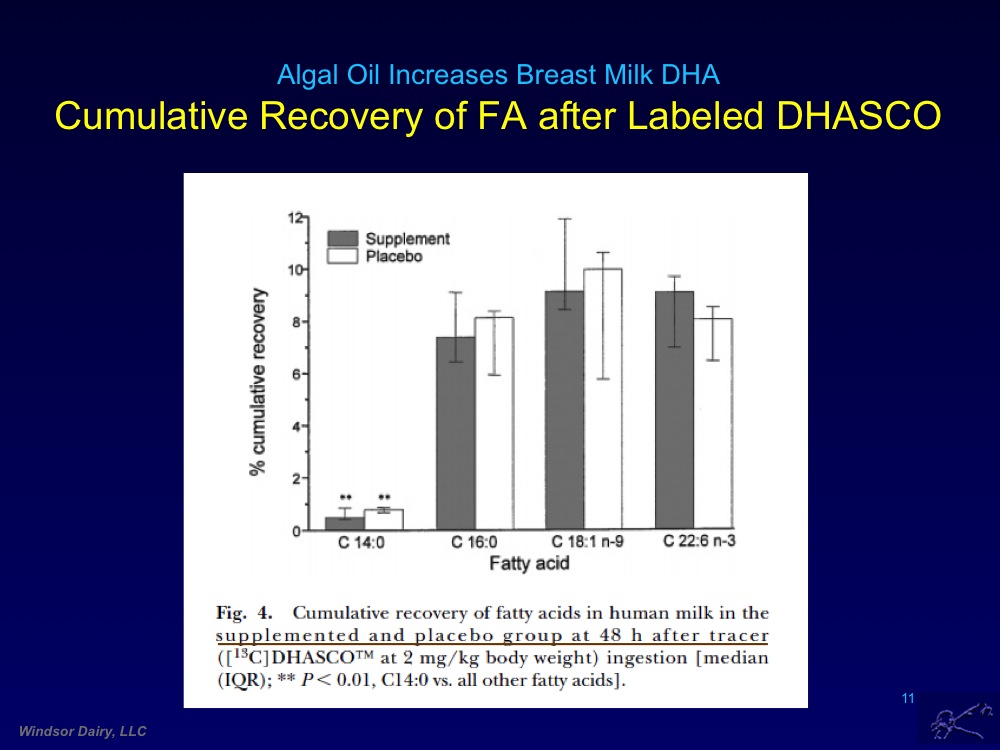 Algal Oil Increases Breast Milk DHA
Cumulative Recovery of FA after Labeled DHASCO
12
10
8
6
4
2
0
% cumulative recovery
Supplement
Placebo
** **
C 14:0 C 16:0 C 18:1 n-9 C 22:6 n-3
Fatty acid
Fig. 4. Cumulative recovery of fatty acids in human milk in the
supplemented and placebo group at 48 h after tracer
([¹³C]DHASCO™ at 2 mg/kg body weight) ingestion [median
(IQR); ** P < 0.01, C14:0 vs. all other fatty acids].
11
Windsor Dairy, LLC